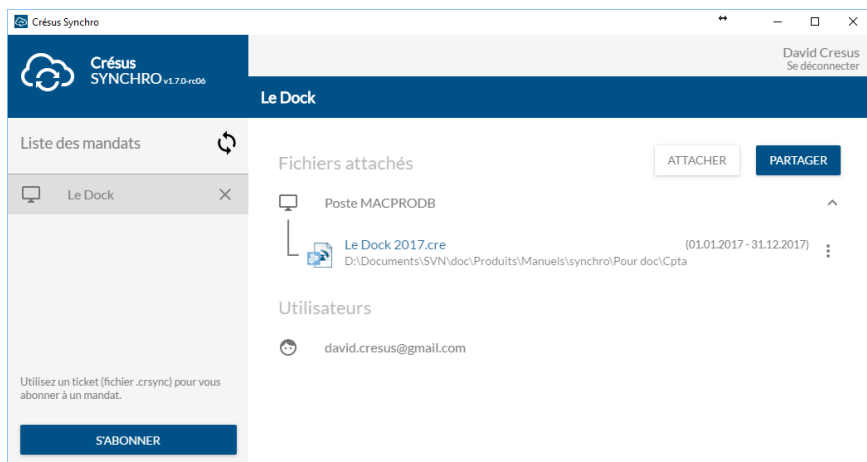 Crésus Synchro
Crésus
SYNCHRO v1.7.0-rc06
David Cresus
Se déconnecter
Le Dock
Liste des mandats
Le Dock
Utilisez un ticket (fichier .crsync) pour vous
abonner à un mandat.
S'ABONNER
Fichiers attachés
ATTACHER
PARTAGER
Poste MACPRODB
Le Dock 2017.cre
(01.01.2017 - 31.12.2017)
D:\Documents\SVN\doc\Produits\Manuels\synchro\Pour doc\Cpta
Utilisateurs
david.cresus@gmail.com